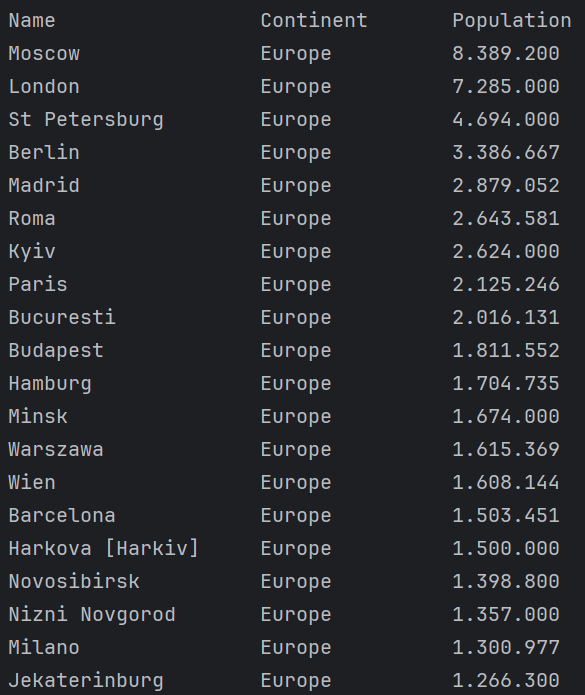 Name Continent Population
Moscow Europe 8.389.200
London Europe 7.285.000
St Petersburg Europe 4.694.000
Berlin Europe 3.386.667
Madrid Europe 2.879.052
Roma Europe 2.643.581
Kyiv Europe 2.624.000
Paris Europe 2.125.246
Bucuresti Europe 2.016.131
Budapest Europe 1.811.552
Hamburg Europe 1.704.735
Minsk Europe 1.674.000
Warszawa Europe 1.615.369
Wien Europe 1.608.144
Barcelona Europe 1.503.451
Harkova [Harkiv] Europe 1.500.000
Novosibirsk Europe 1.398.800
Nizni Novgorod Europe 1.357.000
Milano Europe 1.300.977
Jekaterinburg Europe 1.266.300